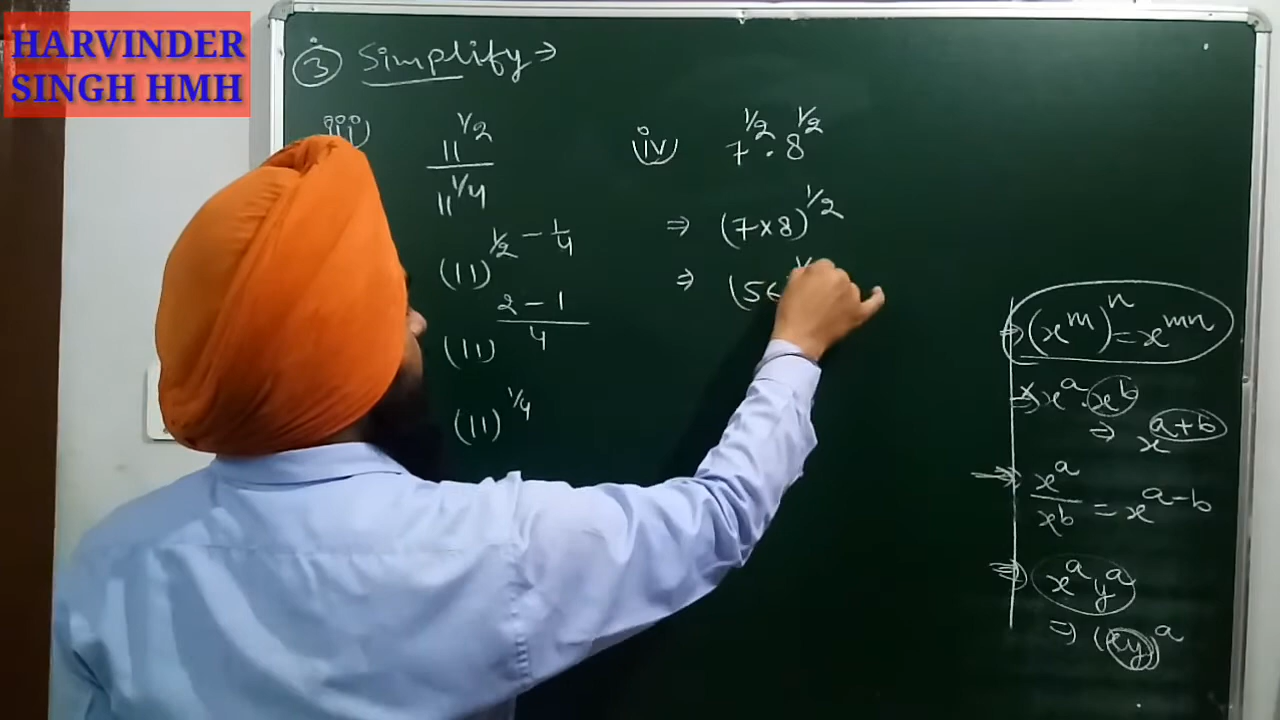 HARVINDER
SINGH HMH
③ Simplify →
iii)
11^1/2
11^1/4
(11)^1/2 - 1/4
(11)^(2 - 1)/4
(11)^1/4
iv) 7^1/2 . 8^1/2
⇒ (7×8)^1/2
⇒ (56
⇒ (x^m)^n = x^mn
⇒ x^a . x^b
⇒ x^a+b
→ x^a/x^b = x^a-b
⇒ x^a y^a
⇒ (xy)^a